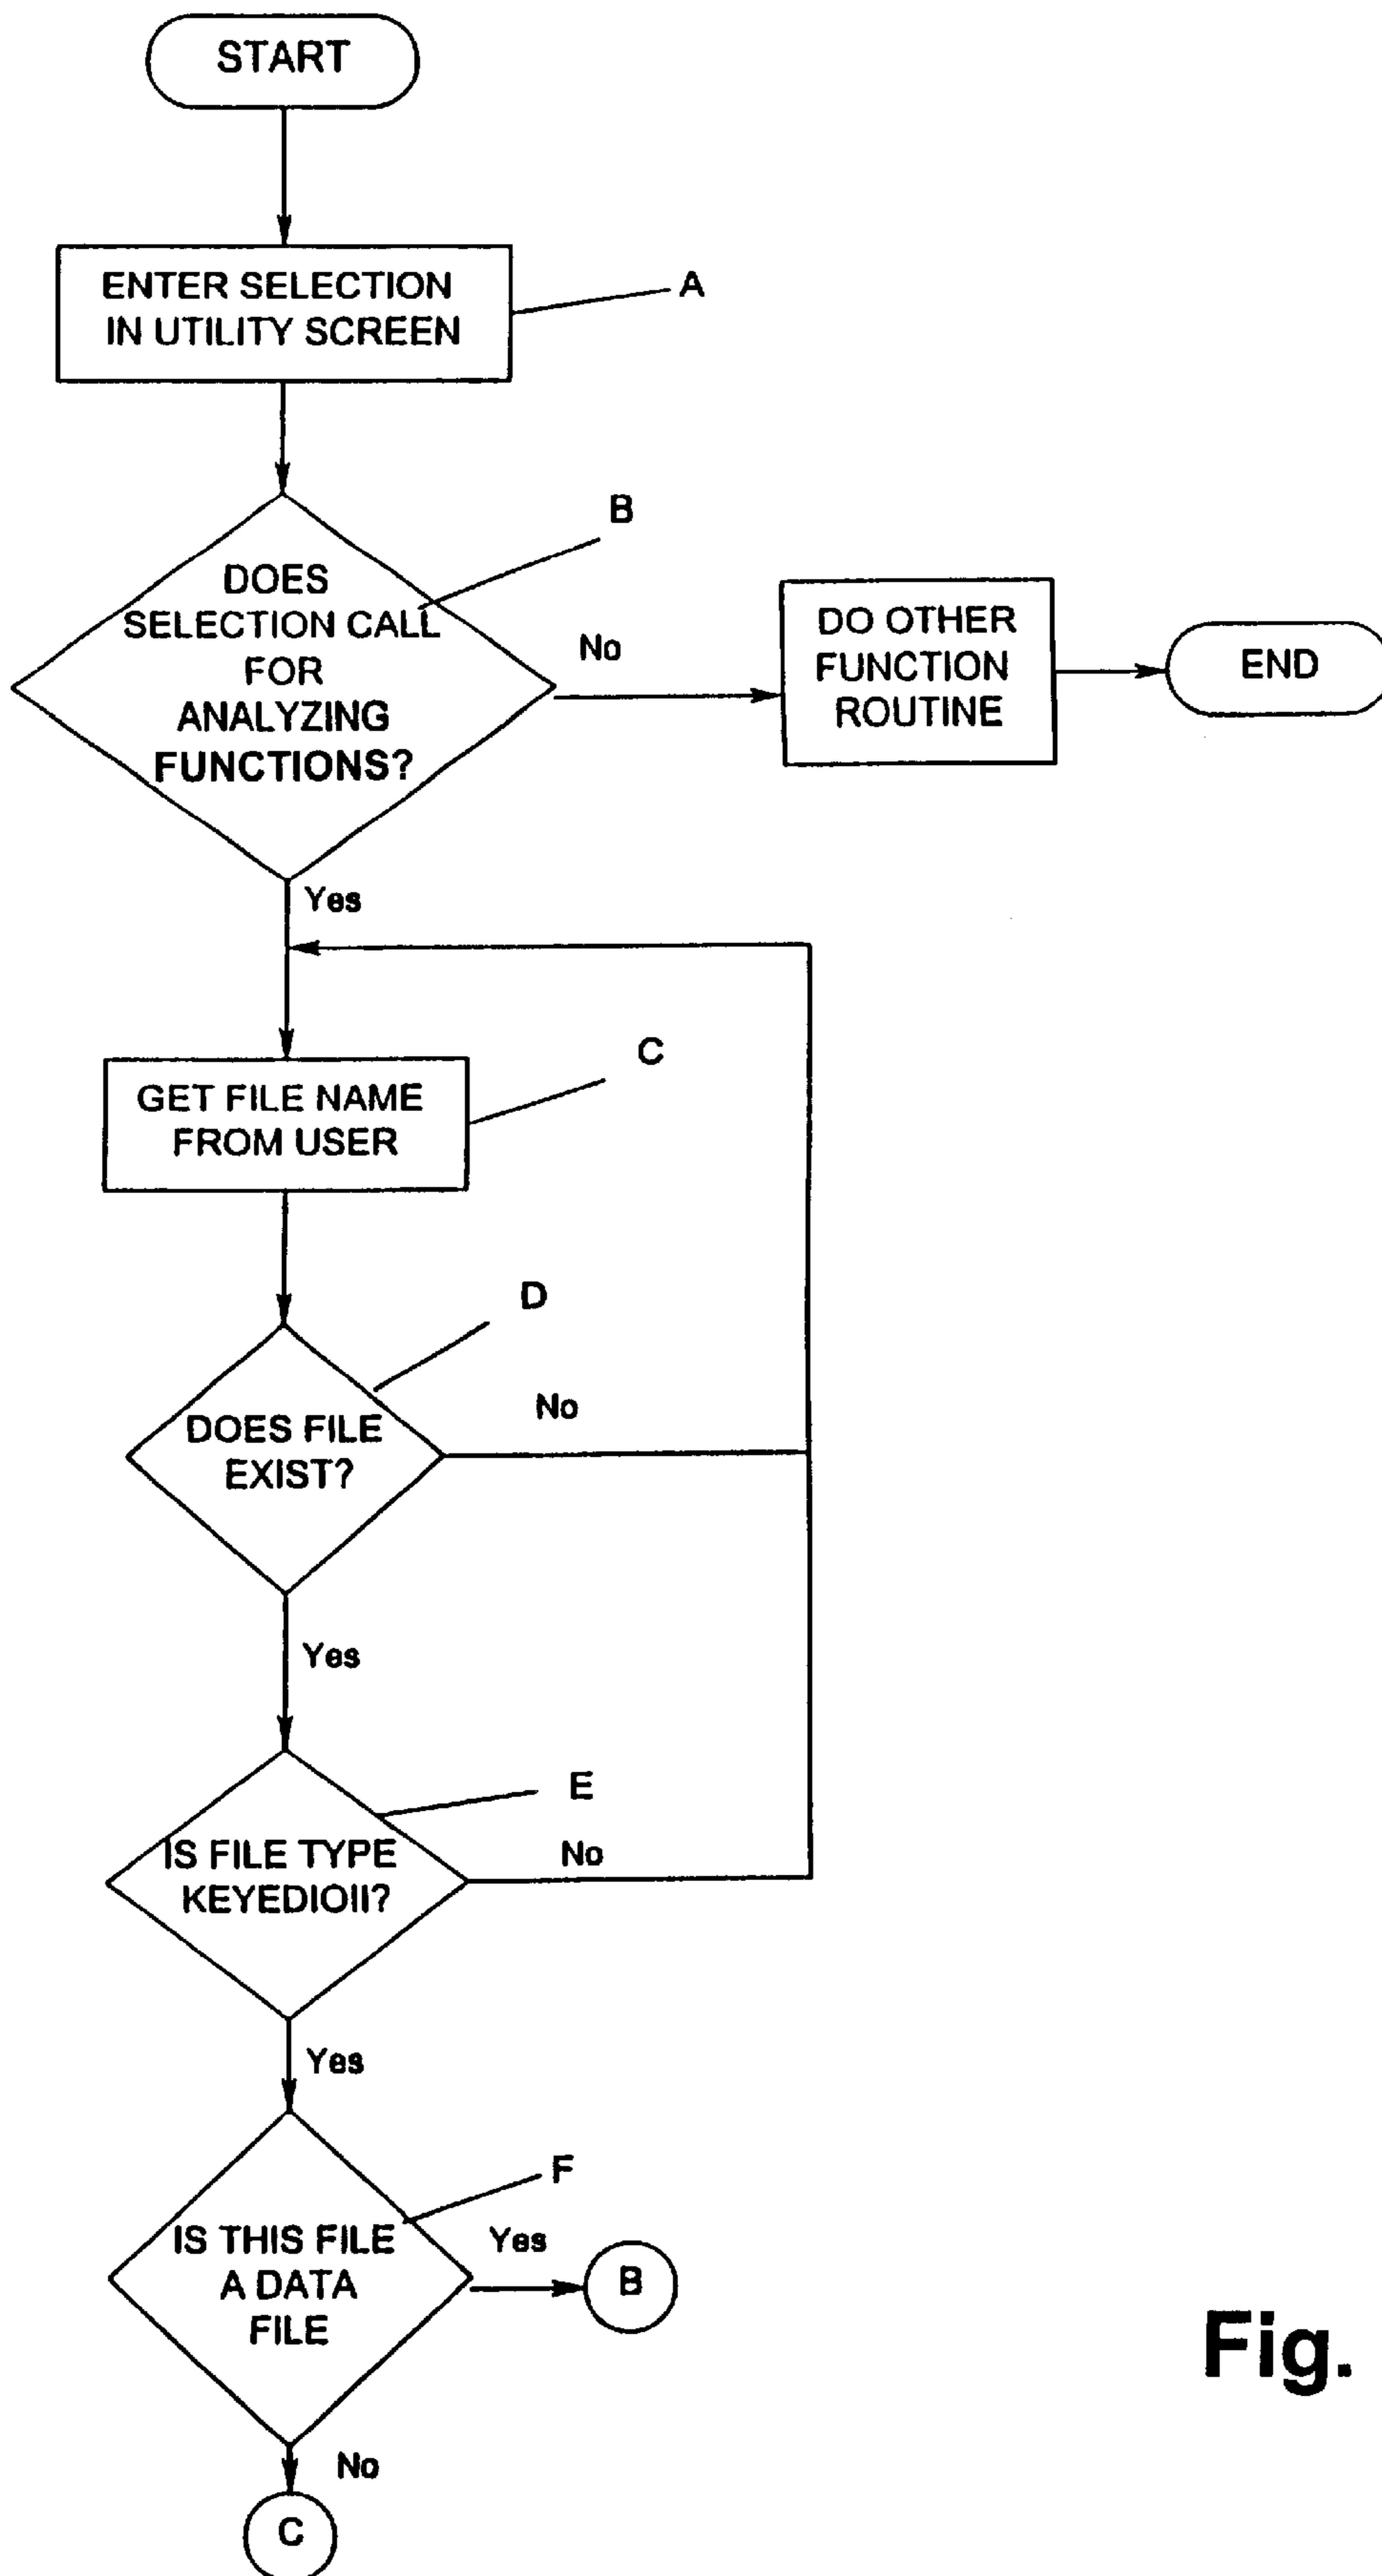 START
ENTER SELECTION
IN UTILITY SCREEN
A
B
DOES
SELECTION CALL
FOR
ANALYZING
FUNCTIONS?
No
DO OTHER
FUNCTION
ROUTINE
END
Yes
C
GET FILE NAME
FROM USER
D
DOES FILE
EXIST?
No
Yes
E
IS FILE TYPE
KEYEDIOII?
No
Yes
F
IS THIS FILE
A DATA
FILE
Yes
B
No
C
Fig.